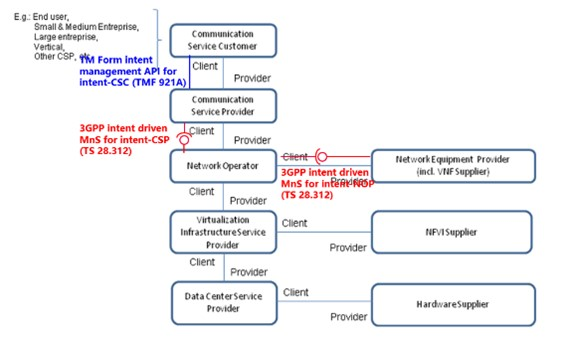 E.g.: End user,
Small & Medium Entreprise,
Large entreprise,
Vertical,
Other CSP, etc
TM Form intent
management API for
intent-CSC (TMF 921A)
Communication
Service Customer
Client
Provider
Communication
Service Provider
3GPP intent driven
MnS for intent-CSP
(TS 28.312)
Client
Provider
Network Operator
Client
3GPP intent driven
MnS for intent-NOP
(TS 28.312)
Provider
Network Equipment Provider
(incl. VNF Supplier)
Client
Provider
Virtualization
Infrastructure Service
Provider
Client
Provider
NFVI Supplier
Client
Provider
Data Center Service
Provider
Client
Provider
Hardware Supplier